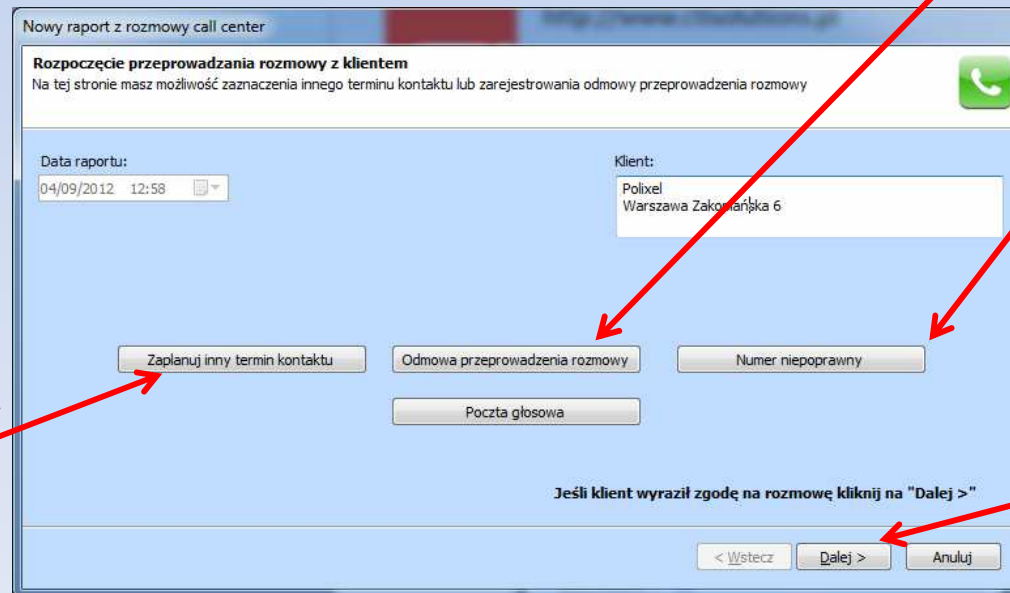 Nowy raport z rozmowy call center
Rozpoczęcie przeprowadzania rozmowy z klientem
Na tej stronie masz możliwość zaznaczenia innego terminu kontaktu lub zarejestrowania odmowy przeprowadzenia rozmowy
Data raportu:
04/09/2012 12:58
Klient:
Polixel
Warszawa Zakopiańska 6
Zaplanuj inny termin kontaktu
Odmowa przeprowadzenia rozmowy
Numer niepoprawny
Poczta głosowa
Jeśli klient wyraził zgodę na rozmowę kliknij na "Dalej >"
< Wstecz
Dalej >
Anuluj